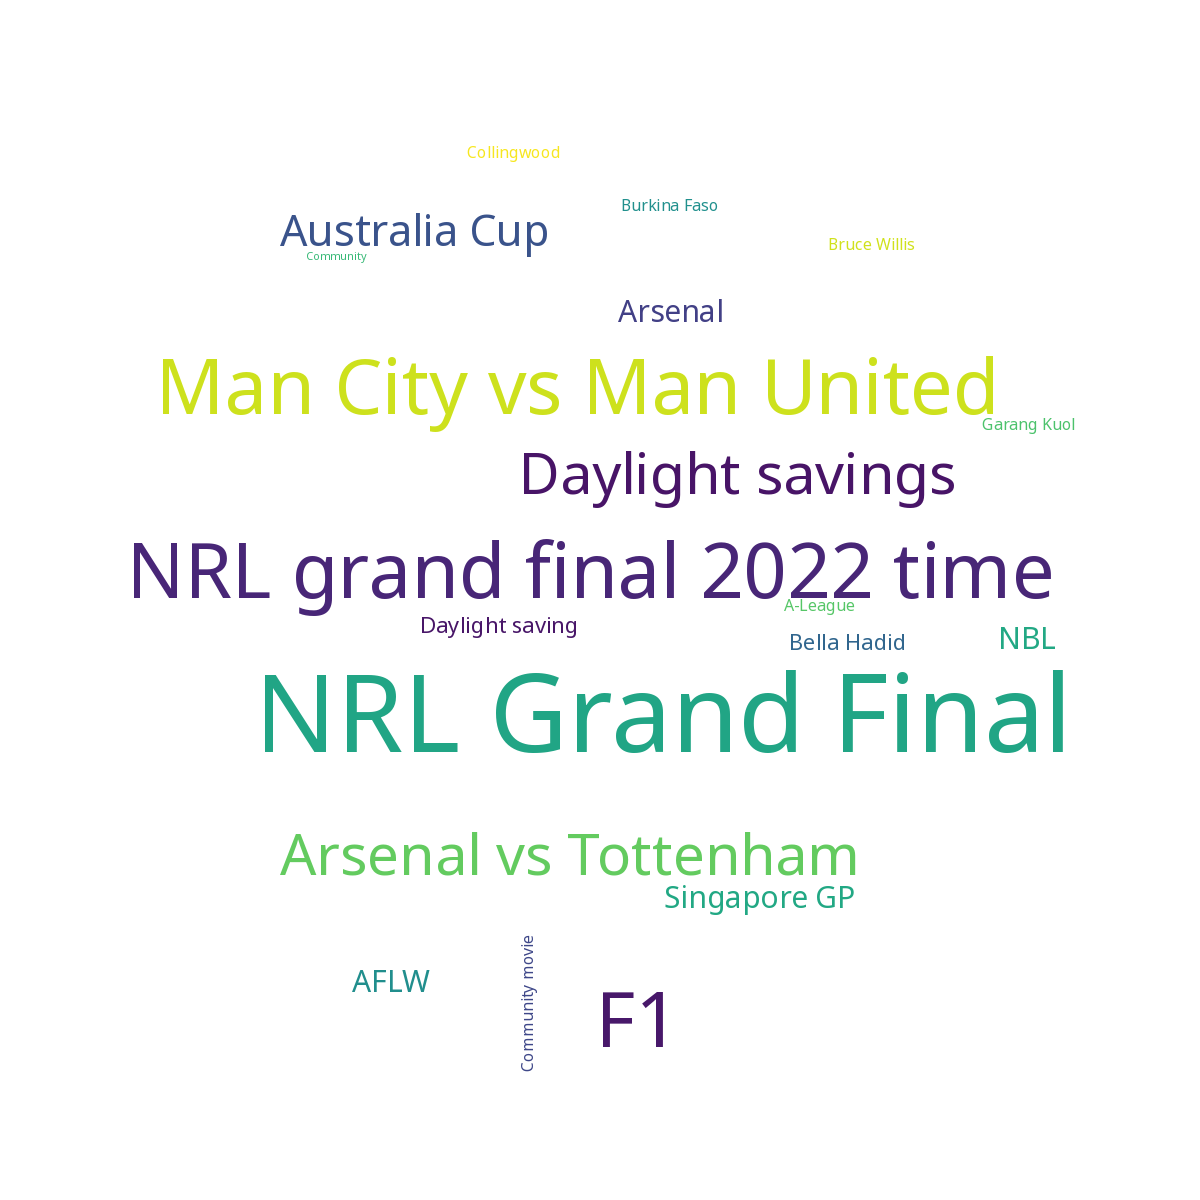 Collingwood
Burkina Faso
Australia Cup
Bruce Willis
Community
Arsenal
Man City vs Man United
Garang Kuol
Daylight savings
NRL grand final 2022 time
A-League
Daylight saving
Bella Hadid
NBL
NRL Grand Final
Arsenal vs Tottenham
Singapore GP
AFLW
Community movie
F1